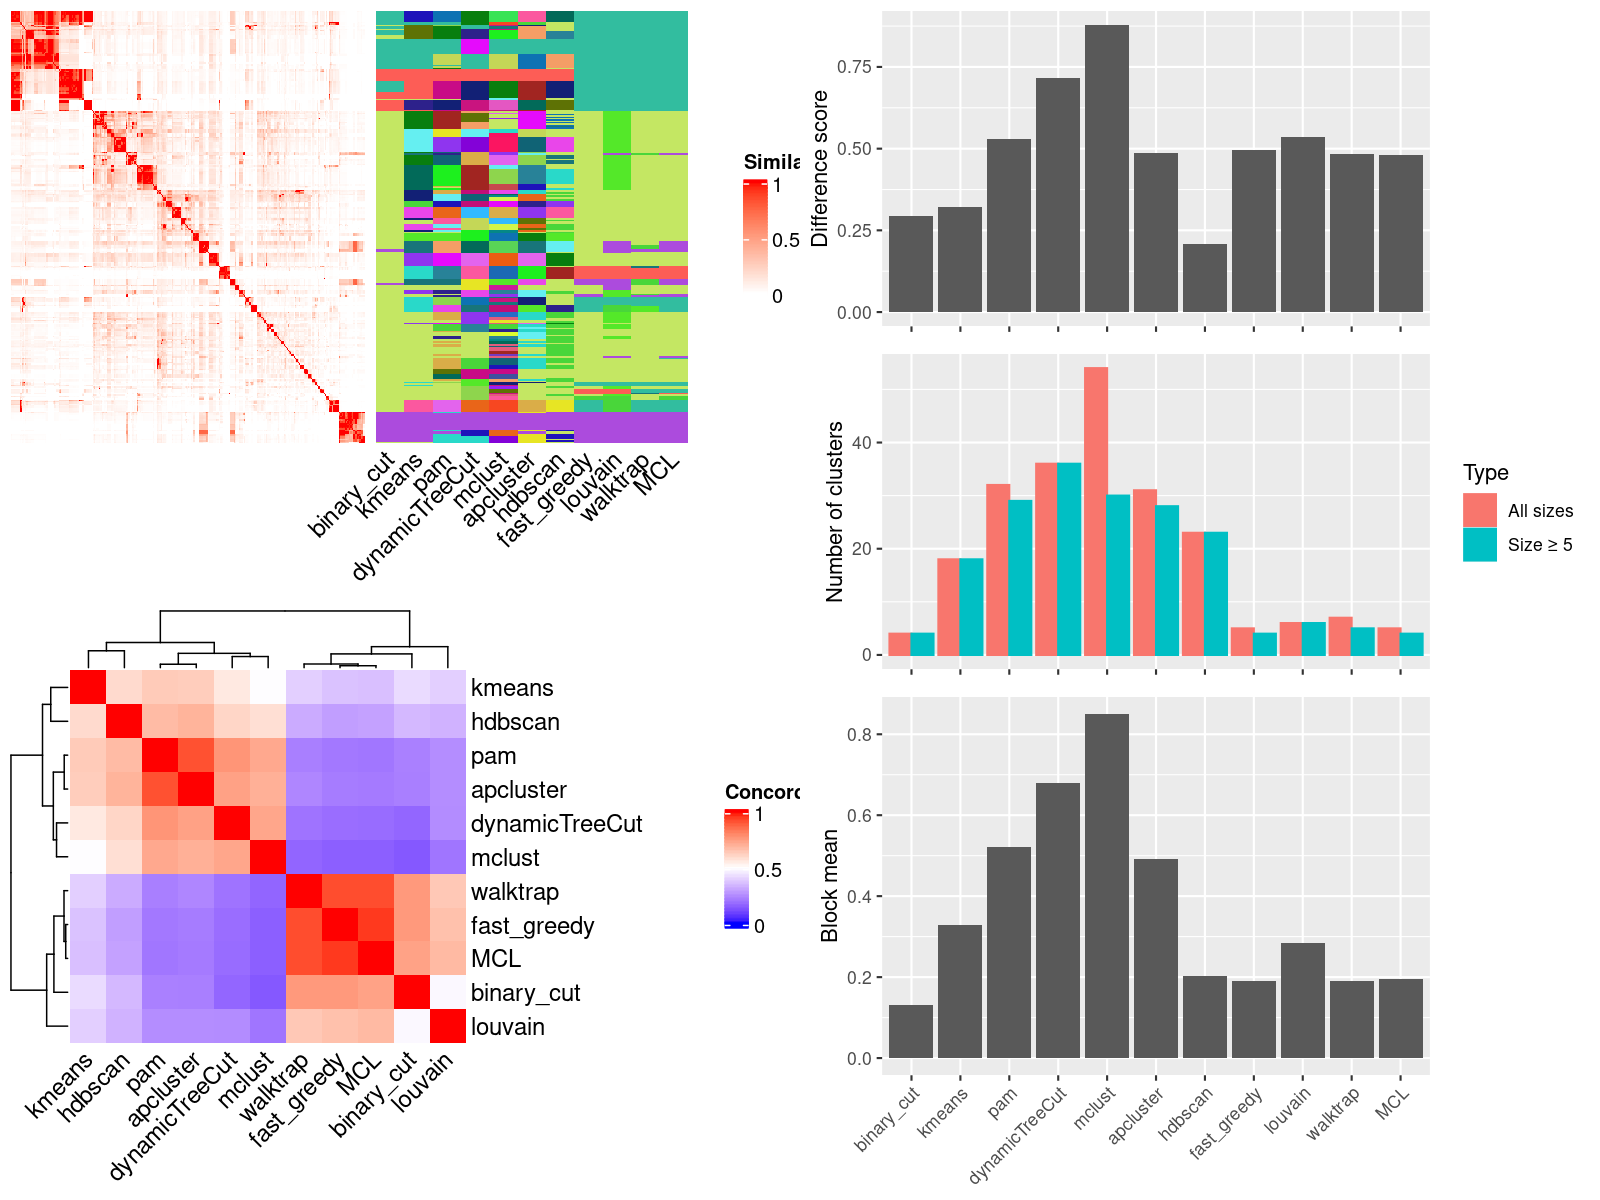 Simila
1
0.5
0
binary_cut
kmeans
pam
dynamicTreeCut
mclust
apcluster
hdbscan
fast_greedy
louvain
walktrap
MCL
kmeans
hdbscan
pam
apcluster
dynamicTreeCut
mclust
walktrap
fast_greedy
MCL
binary_cut
louvain
kmeans
hdbscan
pam
apcluster
dynamicTreeCut
mclust
walktrap
fast_greedy
MCL
binary_cut
louvain
Concord
1
0.5
0
Difference score
0.75
0.50
0.25
0.00
Number of clusters
40
20
0
Type
All sizes
Size ≥ 5
Block mean
0.8
0.6
0.4
0.2
0.0
binary_cut
kmeans
pam
dynamicTreeCut
mclust
apcluster
hdbscan
fast_greedy
louvain
walktrap
MCL